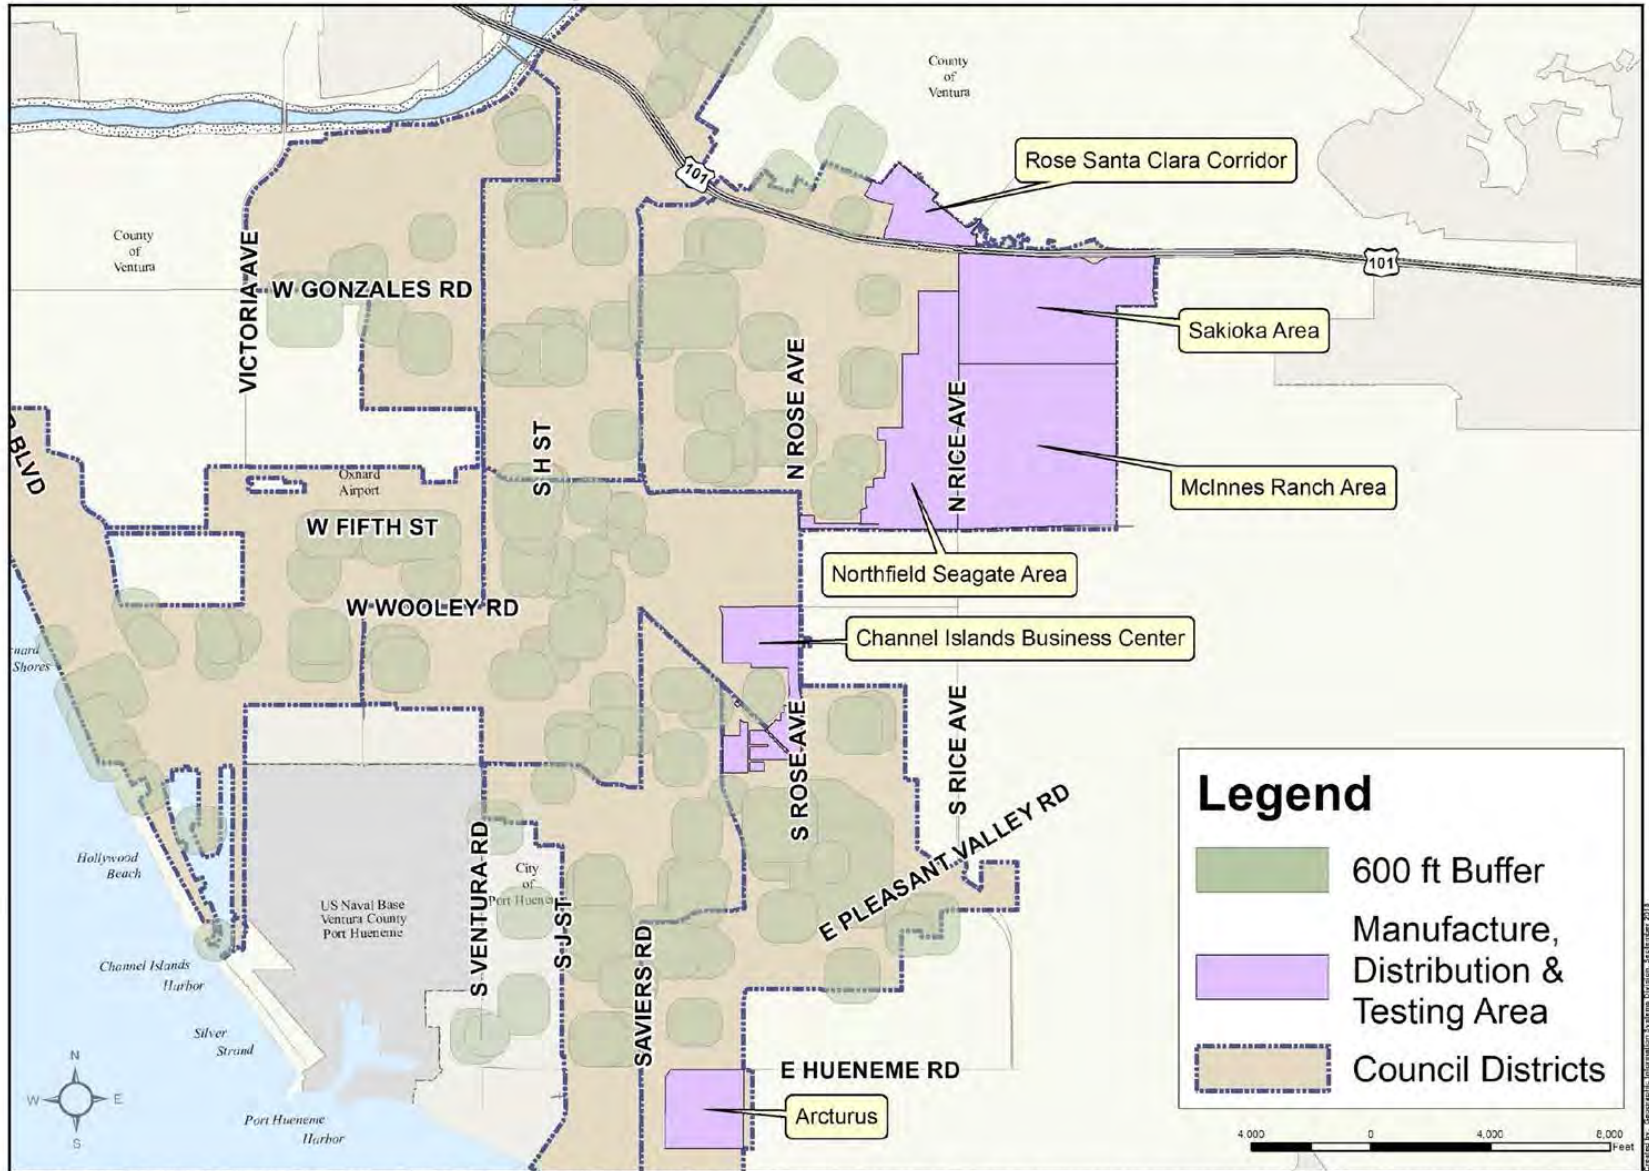 County
of
Ventura
Rose Santa Clara Corridor
101
County
of
Ventura
VICTORIA AVE
W GONZALES RD
101
Sakioka Area
N ROSE AVE
N RICE AVE
S H ST
BLVD
Oxnard
Airport
McInnes Ranch Area
W FIFTH ST
Northfield Seagate Area
W WOOLEY RD
Channel Islands Business Center
Shores
S ROSE AVE
S RICE AVE
E PLEASANT VALLEY RD
Hollywood
Beach
S VENTURA RD
City
of
Port Huene
US Naval Base
Ventura County
Port Hueneme
S J ST
SAVIERS RD
Channel Islands
Harbor
Silver
Strand
E HUENEME RD
Arcturus
Port Hueneme
Harbor
N
W E
S
Legend
600 ft Buffer
Manufacture,
Distribution &
Testing Area
Council Districts
4,000 0 4,000 8,000
Feet